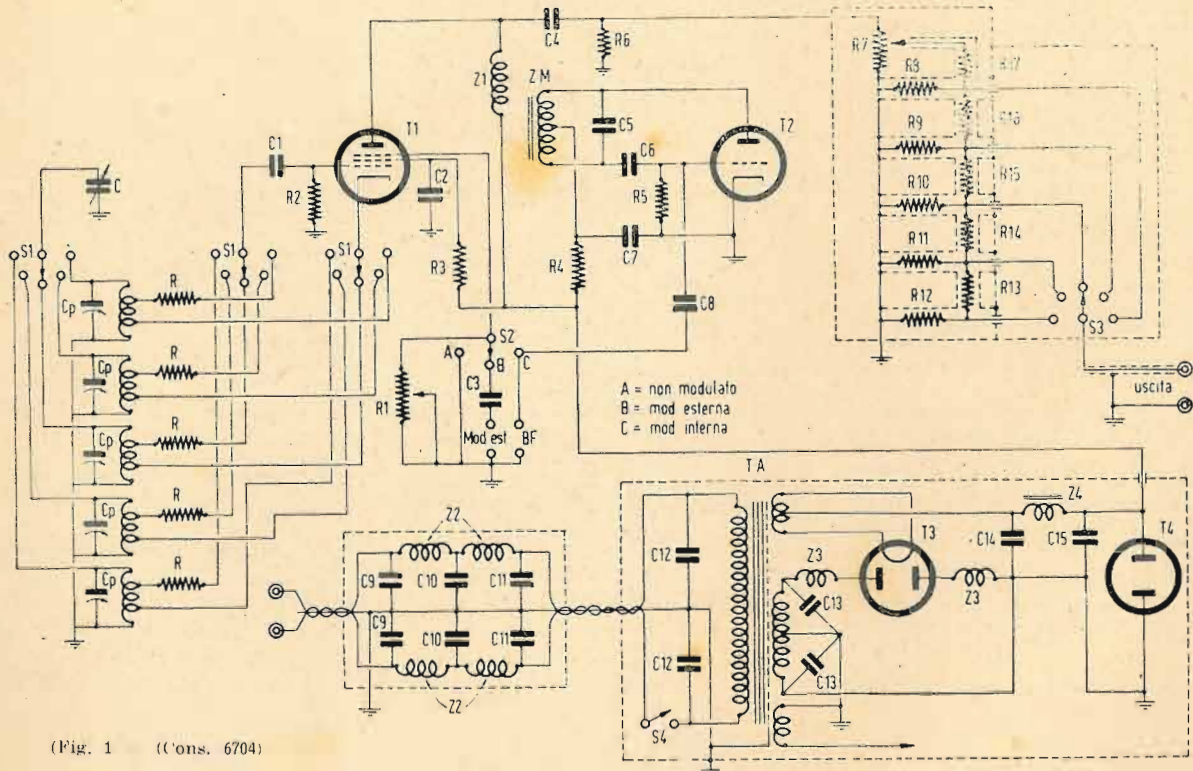 C4
R6
R7
R8
R17
Z1
ZM
R9
R16
T1
T2
C5
C1
C6
R10
R15
C
R2
C2
R5
R11
R14
S1
S1
S1
R3
R4
C7
R12
R13
R
Cp
C8
S3
R
S2
Cp
A
B
C
uscita
A = non modulato
R1
C3
B = mod esterna
R
Cp
Mod est
BF
C = mod interna
TA
R
Cp
Z2
Z4
C12
T3
C14
C15
T4
R
Cp
C9
C10
C11
Z3
Z3
C9
C10
C11
C13
C12
C13
Z2
S4
(Fig. 1 (Cons. 6704)